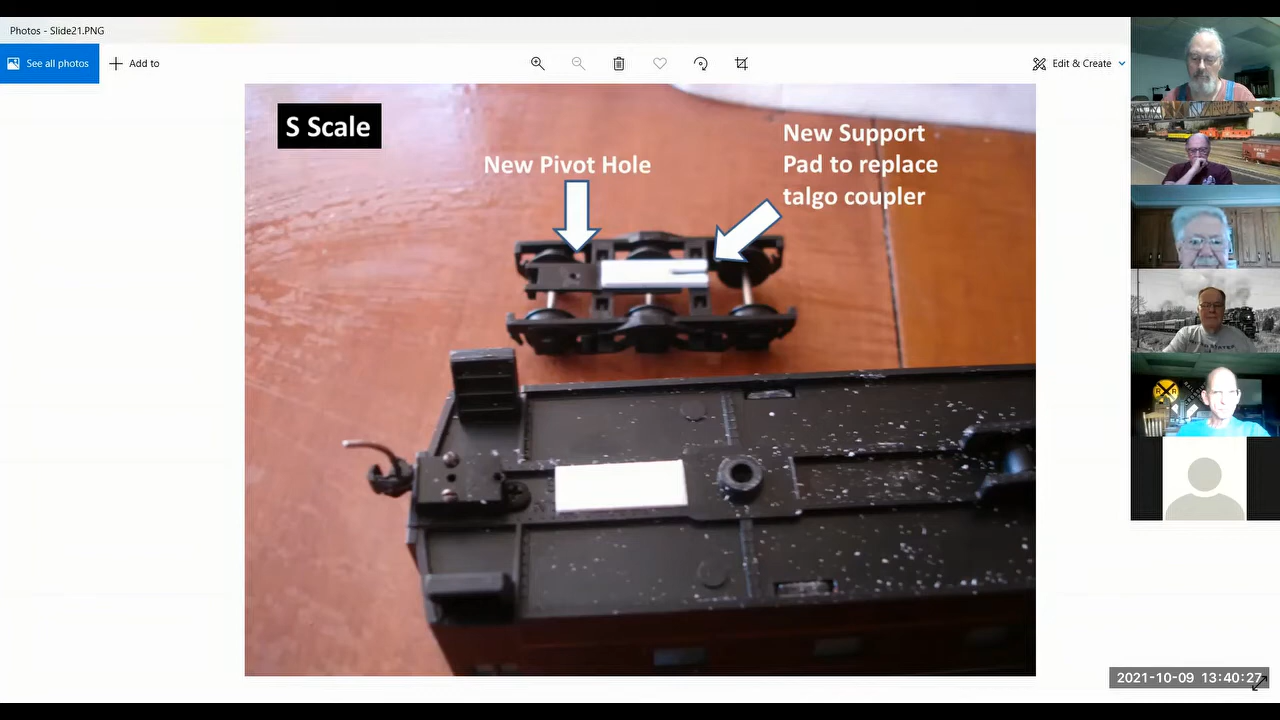 Photos - Slide21.PNG
See all photos
Add to
Edit & Create
S Scale
New Pivot Hole
New Support
Pad to replace
talgo coupler
2021-10-09 13:40:27